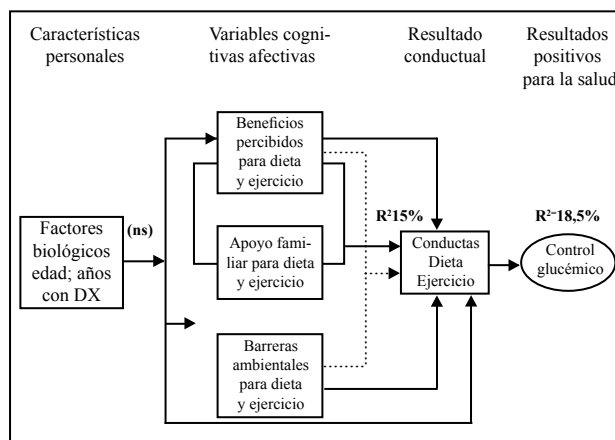 Características
personales
Variables cogni-
tivas afectivas
Resultado
conductual
Resultados
positivos
para la salud
Beneficios
percibidos
para dieta
y ejercicio
Factores
biológicos
edad; años
con DX
(ns)
Apoyo fami-
liar para dieta
y ejercicio
Barreras
ambientales
para dieta
y ejercicio
R²15%
Conductas
Dieta
Ejercicio
R²⁼18,5%
Control
glucémico